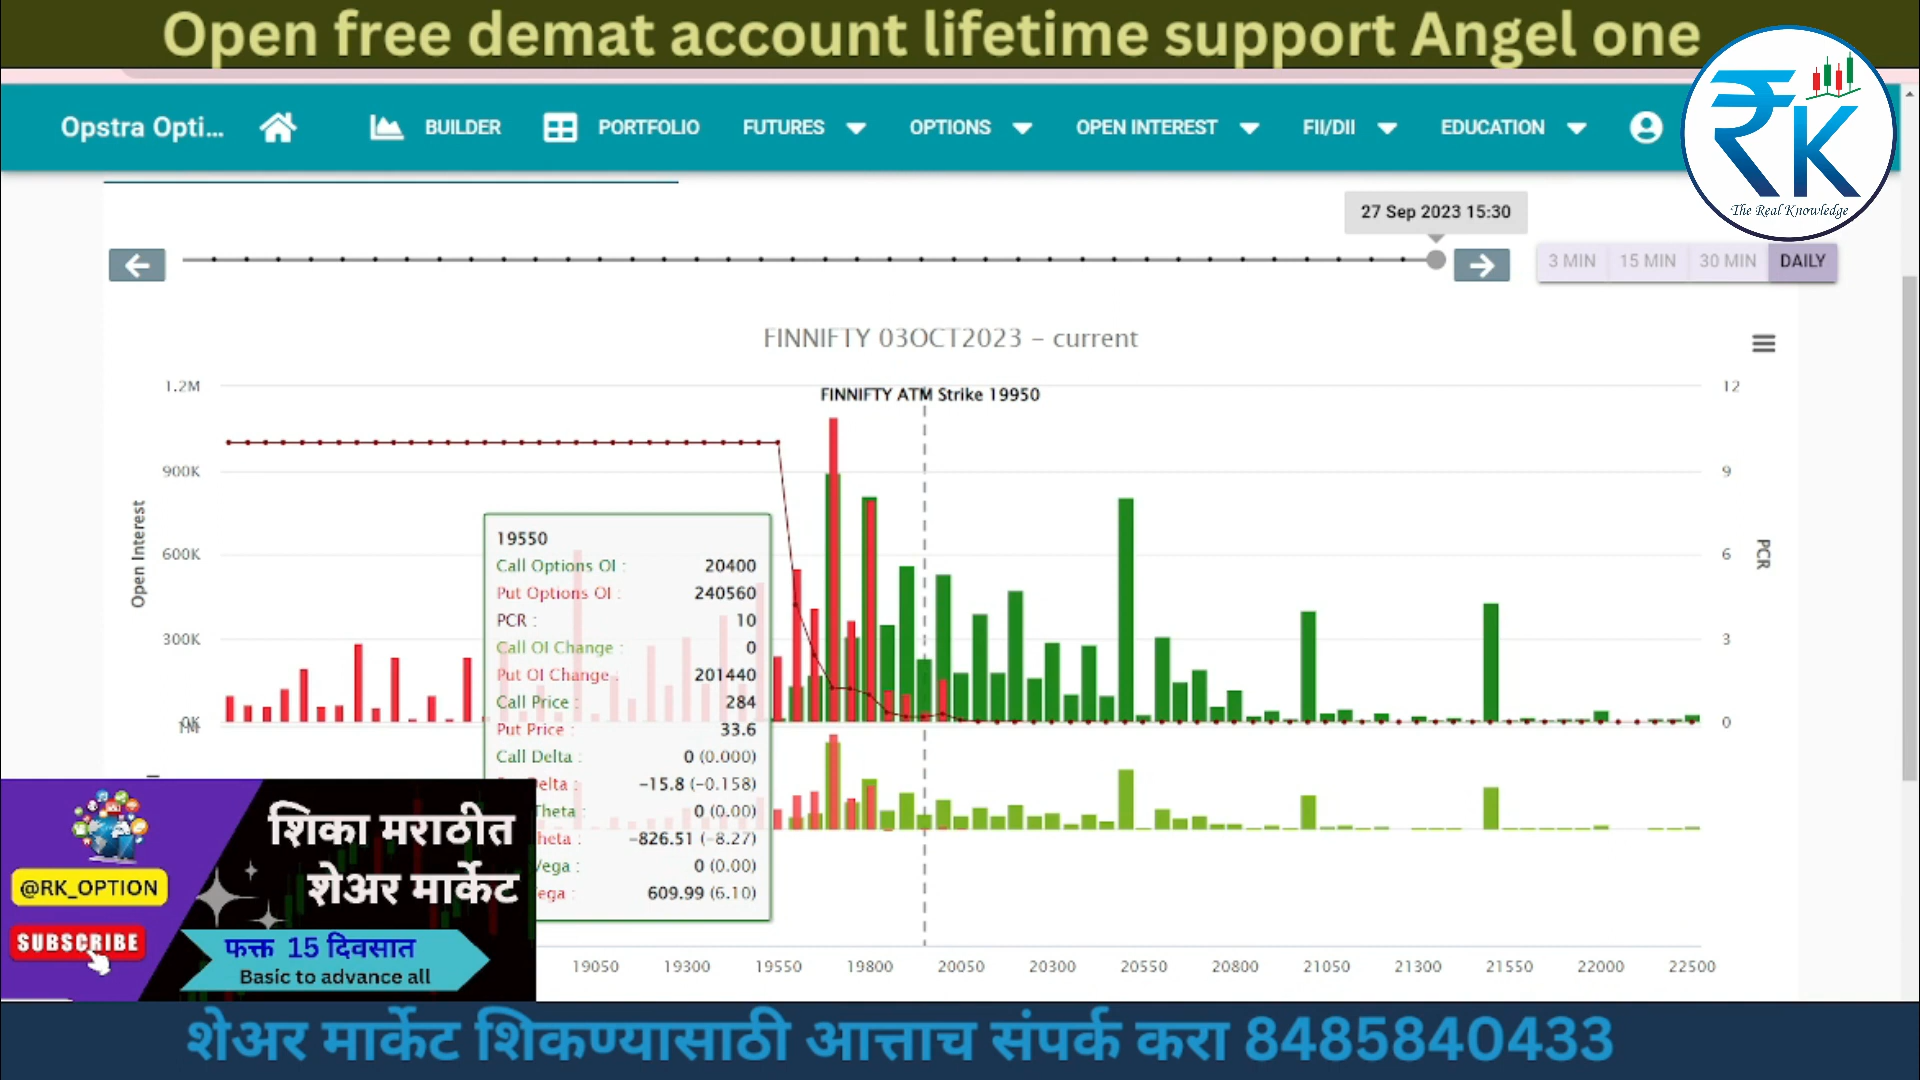 Open free demat account lifetime support Angel one
Opstra Opti...
BUILDER
PORTFOLIO
FUTURES
OPTIONS
OPEN INTEREST
FII/DII
EDUCATION
RK
The Real Knowledge
27 Sep 2023 15:30
3 MIN
15 MIN
30 MIN
DAILY
FINNIFTY 03OCT2023 – current
FINNIFTY ATM Strike 19950
1.2M
900K
600K
300K
0K
Open Interest
12
9
6
3
0
PCR
19550
Call Options OI : 20400
Put Options OI : 240560
PCR : 10
Call OI Change : 0
Put OI Change : 201440
Call Price : 284
Put Price : 33.6
Call Delta : 0 (0.000)
elta : -15.8 (-0.158)
Theta : 0 (0.00)
heta : -826.51 (-8.27)
Vega : 0 (0.00)
ega : 609.99 (6.10)
19050 19300 19550 19800 20050 20300 20550 20800 21050 21300 21550 22000 22500
शिका मराठीत
शेअर मार्केट
@RK_OPTION
SUBSCRIBE
फक्त 15 दिवसात
Basic to advance all
शेअर मार्केट शिकण्यासाठी आत्ताच संपर्क करा 8485840433